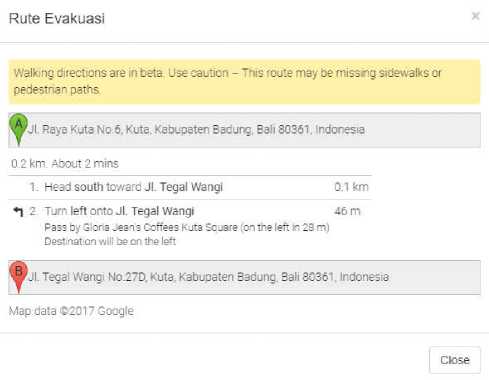 Rute Evakuasi
×
Walking directions are in beta. Use caution – This route may be missing sidewalks or
pedestrian paths.
A
Jl. Raya Kuta No.6, Kuta, Kabupaten Badung, Bali 80361, Indonesia
0.2 km. About 2 mins
1. Head south toward Jl. Tegal Wangi 0.1 km
2. Turn left onto Jl. Tegal Wangi 46 m
Pass by Gloria Jean's Coffees Kuta Square (on the left in 28 m)
Destination will be on the left
B
Jl. Tegal Wangi No.27D, Kuta, Kabupaten Badung, Bali 80361, Indonesia
Map data ©2017 Google
Close